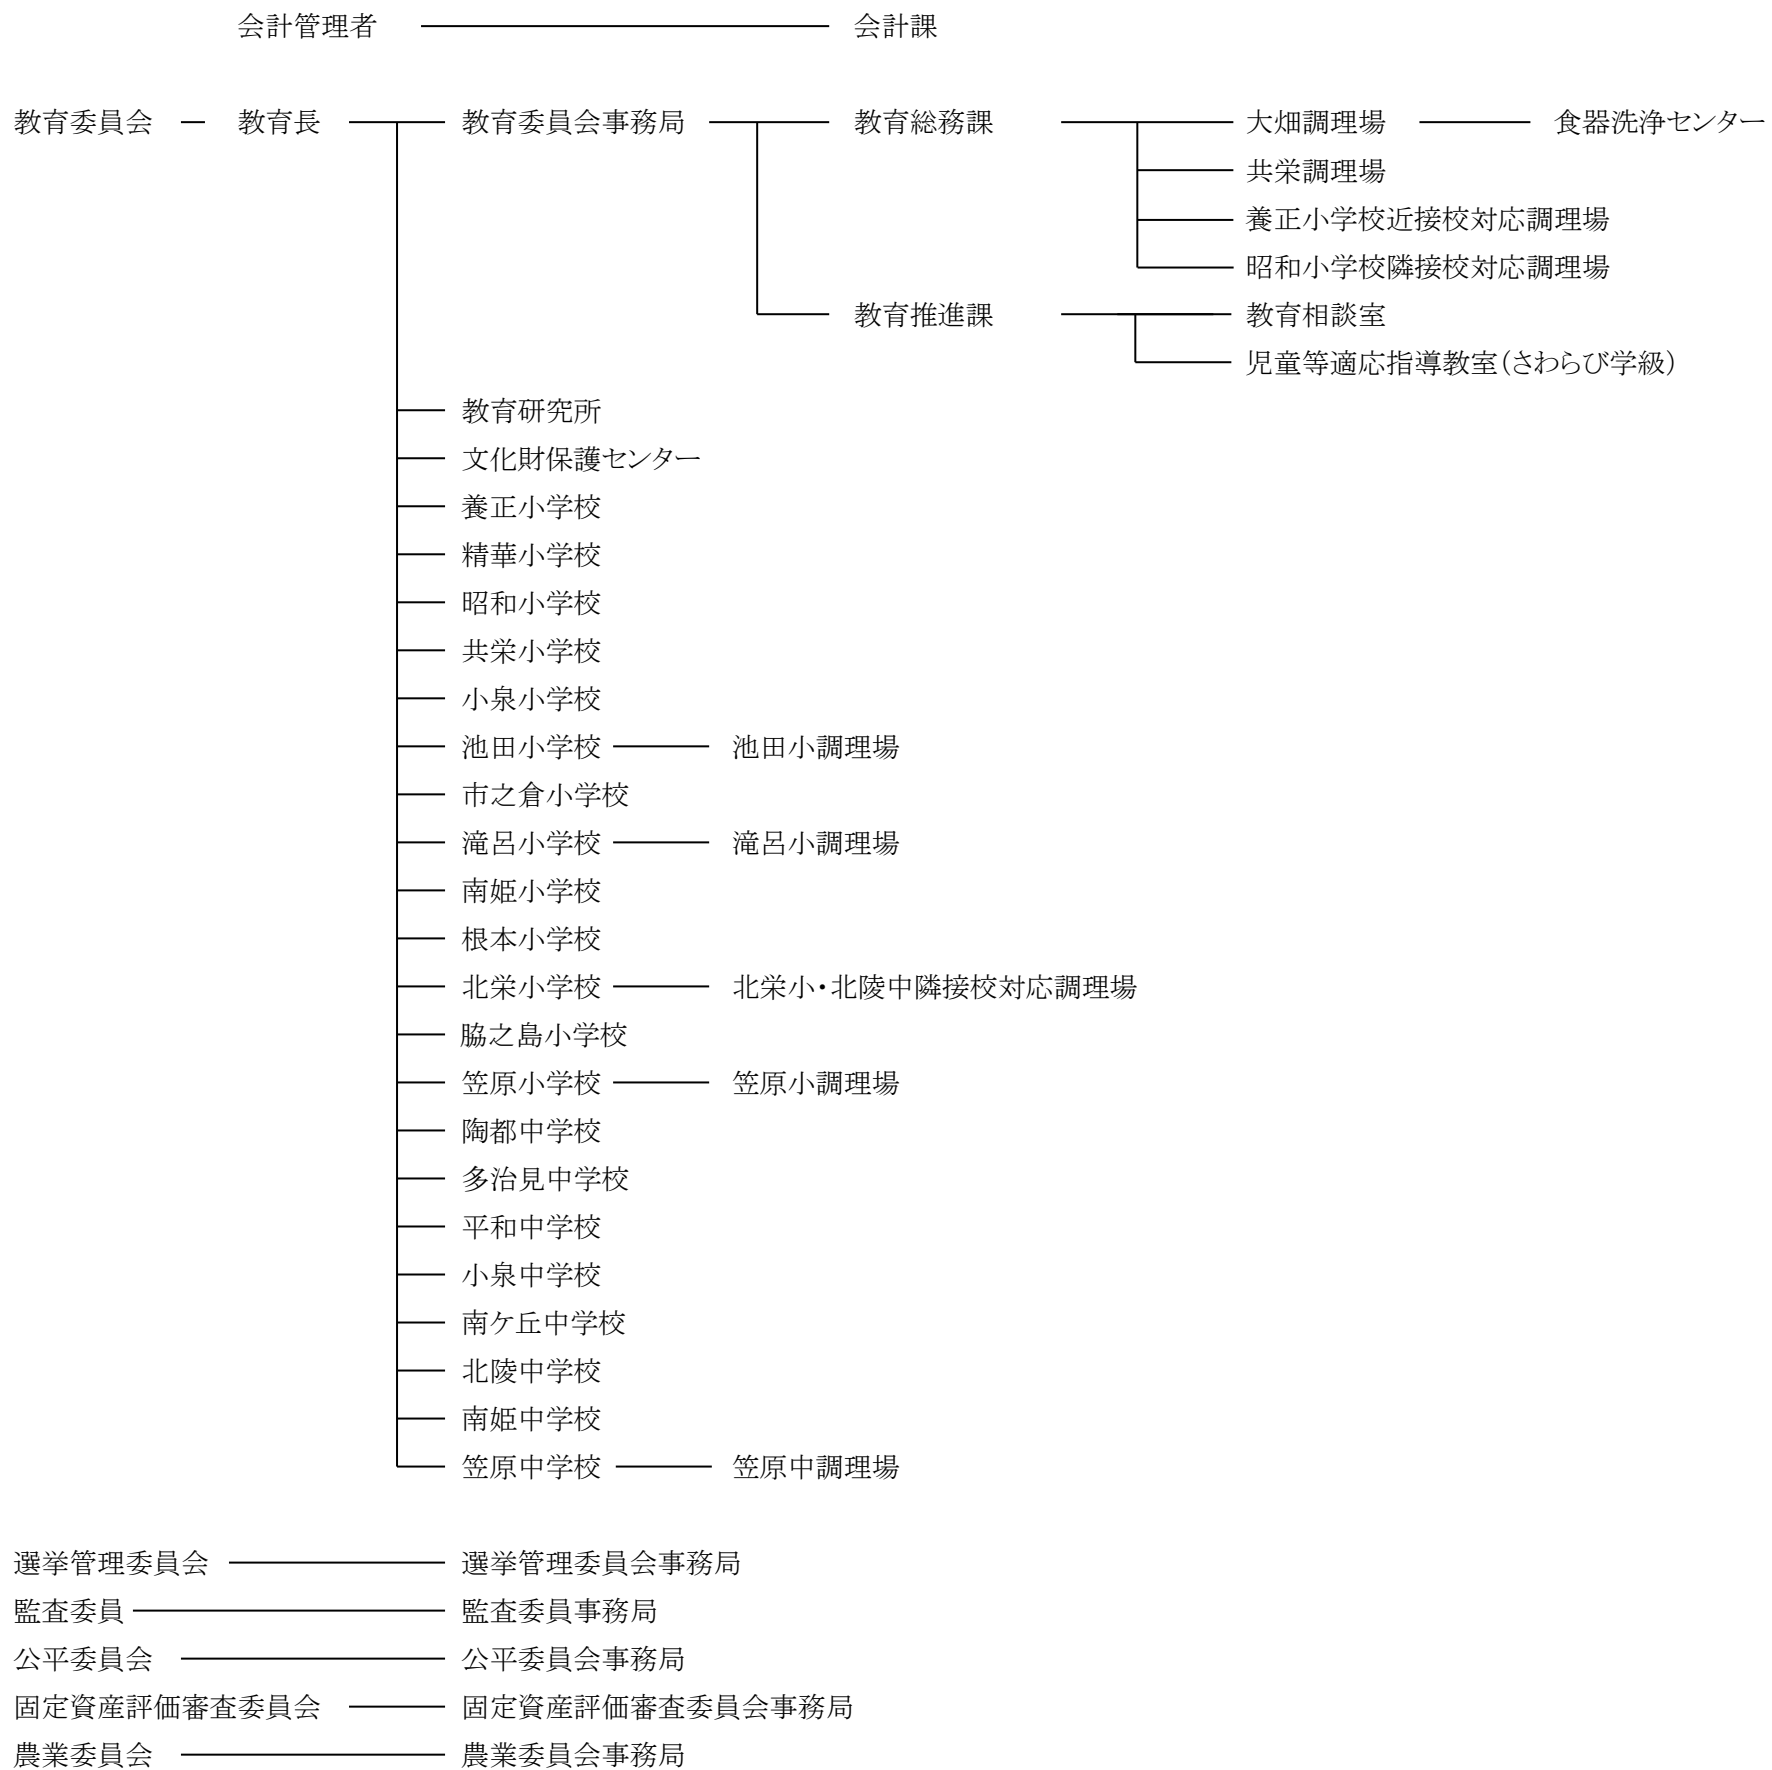 会計管理者 会計課
教育委員会 教育長 教育委員会事務局 教育総務課 大畑調理場 食器洗浄センター
共栄調理場
養正小学校近接校対応調理場
昭和小学校隣接校対応調理場
教育推進課 教育相談室
児童等適応指導教室(さわらび学級)
教育研究所
文化財保護センター
養正小学校
精華小学校
昭和小学校
共栄小学校
小泉小学校
池田小学校 池田小調理場
市之倉小学校
滝呂小学校 滝呂小調理場
南姫小学校
根本小学校
北栄小学校 北栄小・北陵中隣接校対応調理場
脇之島小学校
笠原小学校 笠原小調理場
陶都中学校
多治見中学校
平和中学校
小泉中学校
南ケ丘中学校
北陵中学校
南姫中学校
笠原中学校 笠原中調理場
選挙管理委員会 選挙管理委員会事務局
監査委員 監査委員事務局
公平委員会 公平委員会事務局
固定資産評価審査委員会 固定資産評価審査委員会事務局
農業委員会 農業委員会事務局